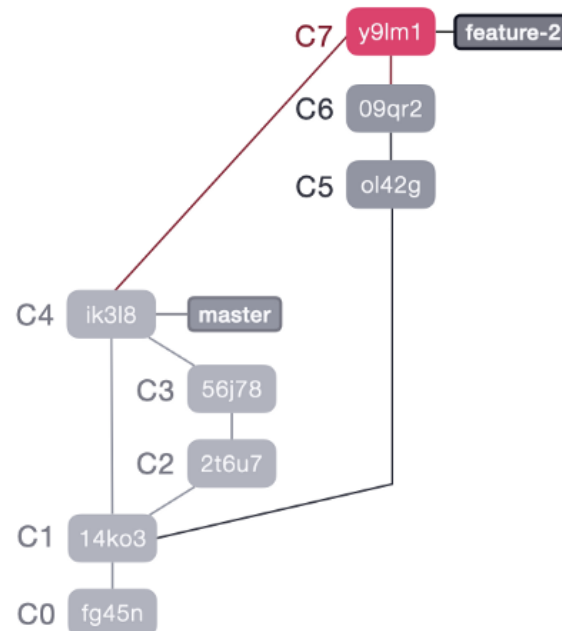 C7 y9lm1 feature-2
C6 09qr2
C5 ol42g
C4 ik3l8 master
C3 56j78
C2 2t6u7
C1 14ko3
C0 fg45n